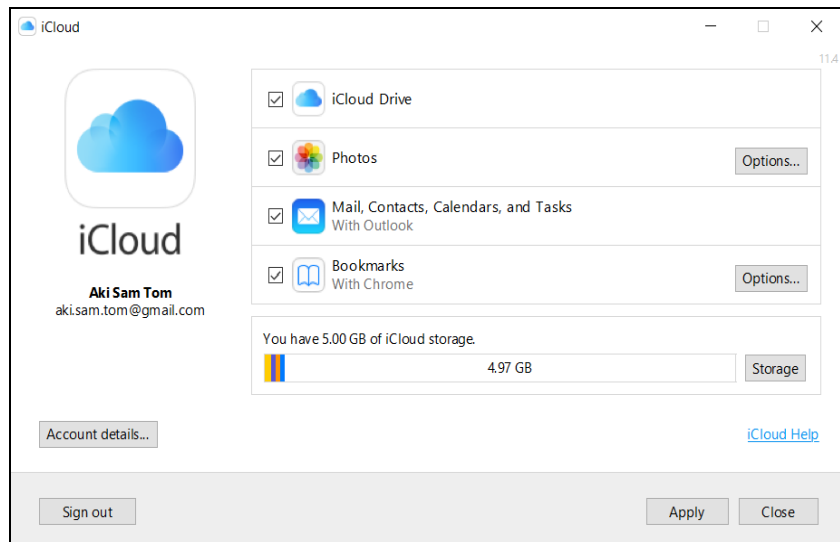 iCloud
11.4
iCloud Drive
Photos
Options...
Mail, Contacts, Calendars, and Tasks
With Outlook
iCloud
Bookmarks
With Chrome
Options...
Aki Sam Tom
aki.sam.tom@gmail.com
You have 5.00 GB of iCloud storage.
4.97 GB
Storage
Account details...
iCloud Help
Sign out
Apply
Close